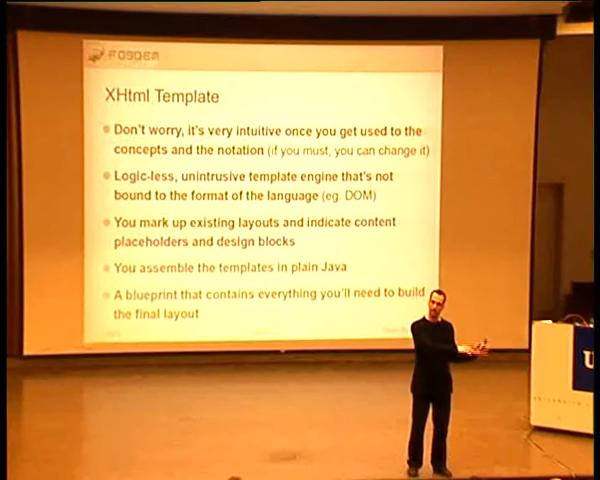 FOSDEM
XHtml Template
Don't worry, it's very intuitive once you get used to the
concepts and the notation (if you must, you can change it)
Logic-less, unintrusive template engine that's not
bound to the format of the language (eg. DOM)
You mark up existing layouts and indicate content
placeholders and design blocks
You assemble the templates in plain Java
A blueprint that contains everything you'll need to build
the final layout
U